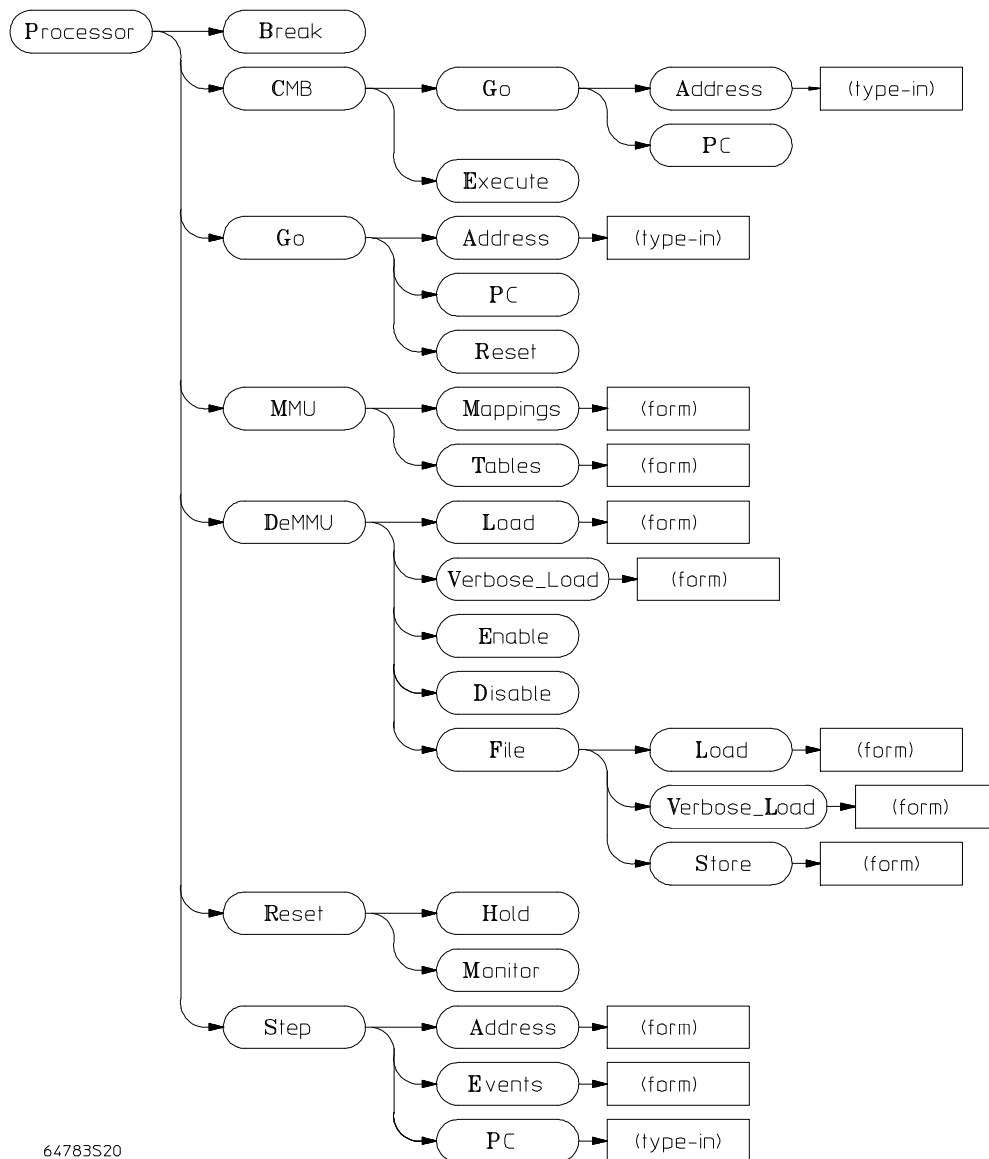 Processor Break
CMB Go Address (type-in)
PC
Execute
Go Address (type-in)
PC
Reset
MMU Mappings (form)
Tables (form)
DeMMU Load (form)
Verbose_Load (form)
Enable
Disable
File Load (form)
Verbose_Load (form)
Store (form)
Reset Hold
Monitor
Step Address (form)
Events (form)
PC (type-in)
64783S20